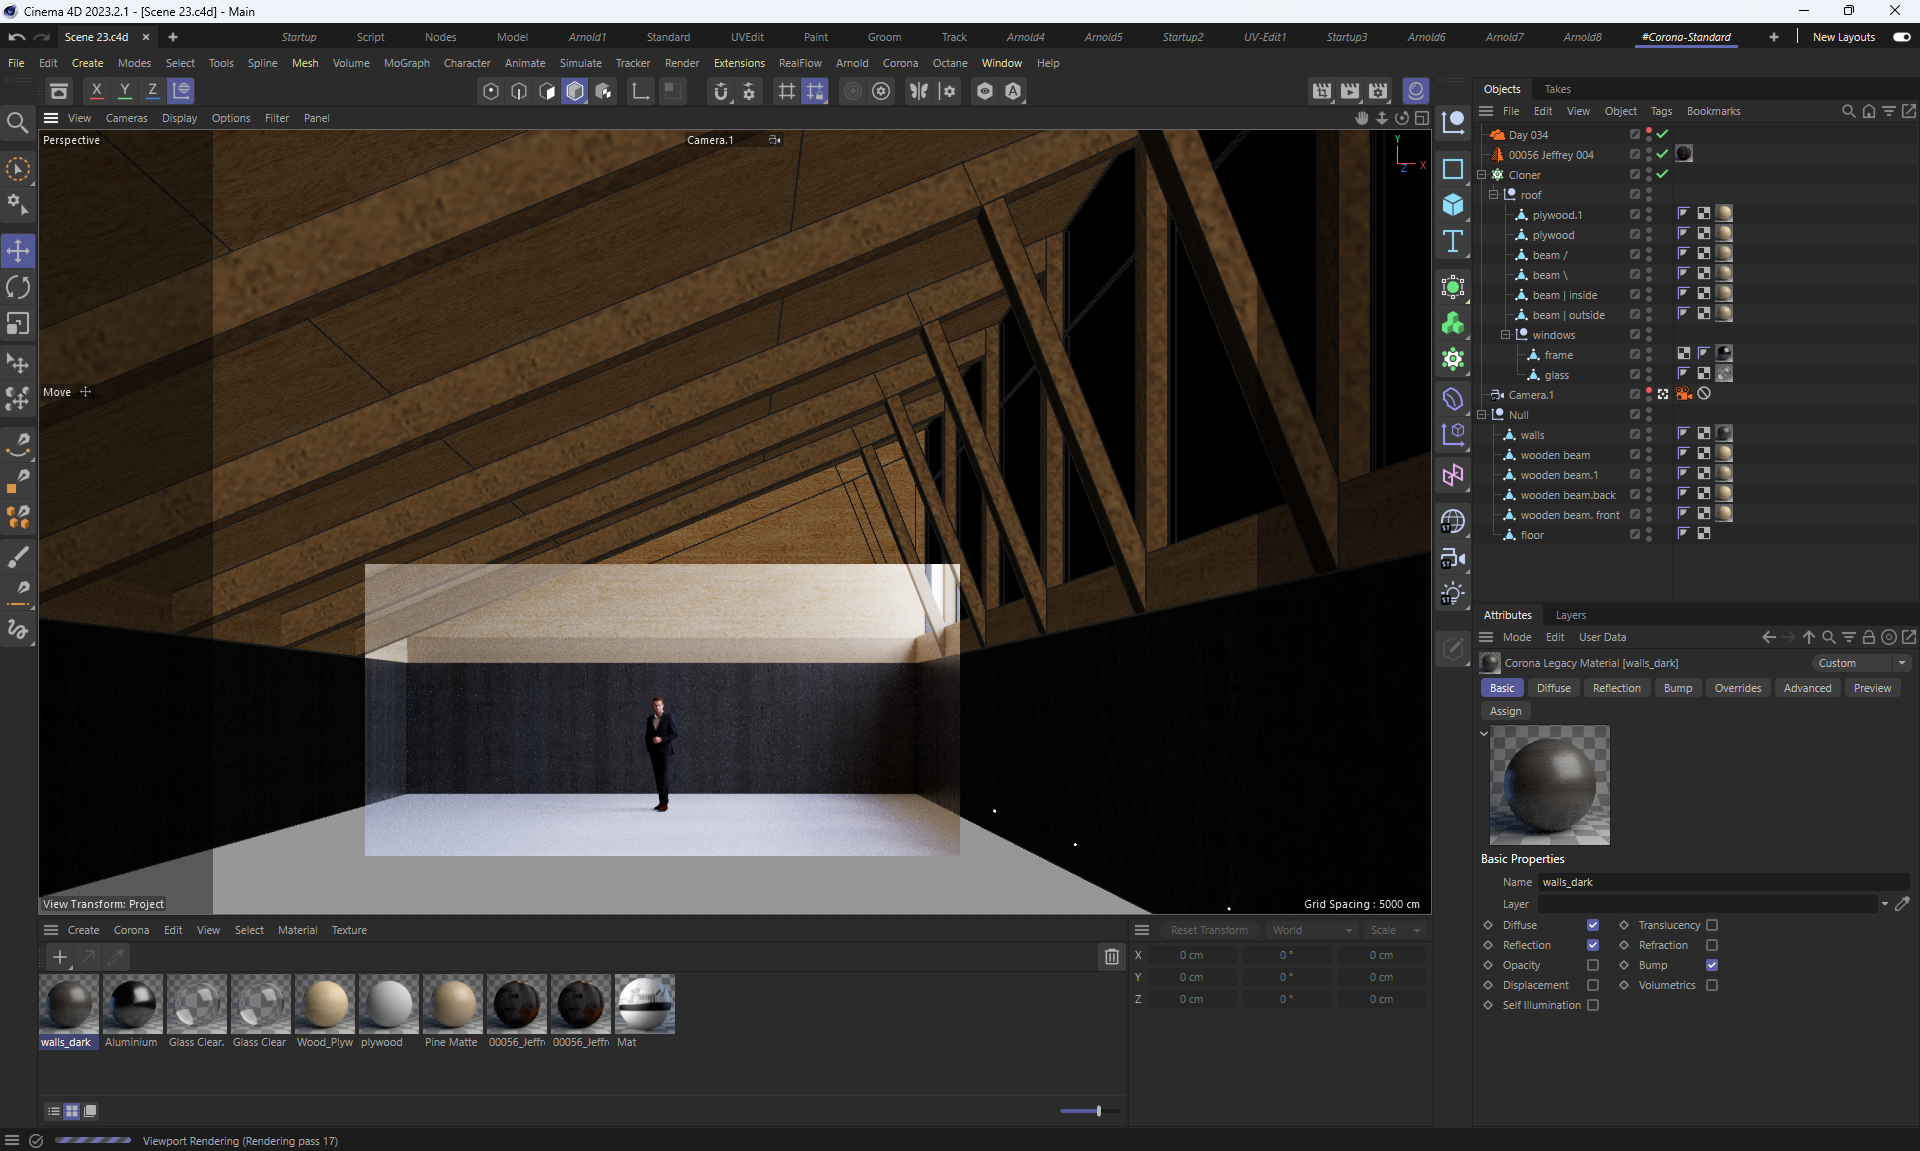 Cinema 4D 2023.2.1 - [Scene 23.c4d] - Main
Scene 23.c4d × + Startup Script Nodes Model Arnold1 Standard UVEdit Paint Groom Track Arnold4 Arnold5 Startup2 UV-Edit1 Startup3 Arnold6 Arnold7 Arnold8 #Corona-Standard + New Layouts
File Edit Create Modes Select Tools Spline Mesh Volume MoGraph Character Animate Simulate Tracker Render Extensions RealFlow Arnold Corona Octane Window Help
X Y Z
View Cameras Display Options Filter Panel
Perspective
Camera.1
Y
X
Z
Move
View Transform: Project
Grid Spacing : 5000 cm
ST
ST
ST
Objects Takes
File Edit View Object Tags Bookmarks
Day 034
00056 Jeffrey 004
Cloner
roof
plywood.1
plywood
beam /
beam \
beam | inside
beam | outside
windows
frame
glass
Camera.1
Null
walls
wooden beam
wooden beam.1
wooden beam.back
wooden beam. front
floor
Attributes Layers
Mode Edit User Data
Corona Legacy Material [walls_dark]
Custom
Basic Diffuse Reflection Bump Overrides Advanced Preview
Assign
Basic Properties
Name walls_dark
Layer
Diffuse Translucency
Reflection Refraction
Opacity Bump
Displacement Volumetrics
Self Illumination
Create Corona Edit View Select Material Texture
walls_dark Aluminium Glass Clear. Glass Clear Wood_Plyw plywood Pine Matte 00056_Jeffr 00056_Jeffr Mat
Reset Transform World Scale
X 0 cm 0 ° 0 cm
Y 0 cm 0 ° 0 cm
Z 0 cm 0 ° 0 cm
Viewport Rendering (Rendering pass 17)